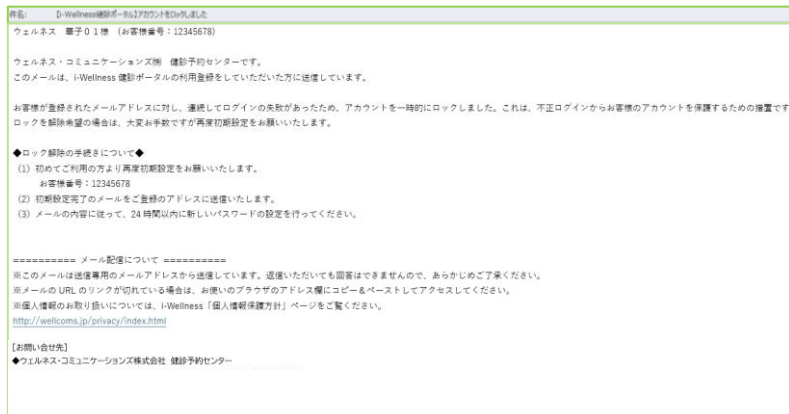 件名: 【i-Wellness健診ポータル】アカウントをロックしました
ウェルネス 華子01様 (お客様番号:12345678)
ウェルネス・コミュニケーションズ㈱ 健診予約センターです。
このメールは、i-Wellness 健診ポータルの利用登録をしていただいた方に送信しています。
お客様が登録されたメールアドレスに対し、連続してログインの失敗があったため、アカウントを一時的にロックしました。これは、不正ログインからお客様のアカウントを保護するための措置です
ロックを解除希望の場合は、大変お手数ですが再度初期設定をお願いいたします。
◆ロック解除の手続きについて◆
(1) 初めてご利用の方より再度初期設定をお願いいたします。
お客様番号:12345678
(2) 初期設定完了のメールをご登録のアドレスに送信いたします。
(3) メールの内容に従って、24 時間以内に新しいパスワードの設定を行ってください。
========== メール配信について ==========
※このメールは送信専用のメールアドレスから送信しています。返信いただいても回答はできませんので、あらかじめご了承ください。
※メールの URL のリンクが切れている場合は、お使いのブラウザのアドレス欄にコピー&ペーストしてアクセスしてください。
※個人情報のお取り扱いについては、i-Wellness「個人情報保護方針」ページをご覧ください。
http://wellcoms.jp/privacy/index.html
[お問い合せ先]
◆ウェルネス・コミュニケーションズ株式会社 健診予約センター